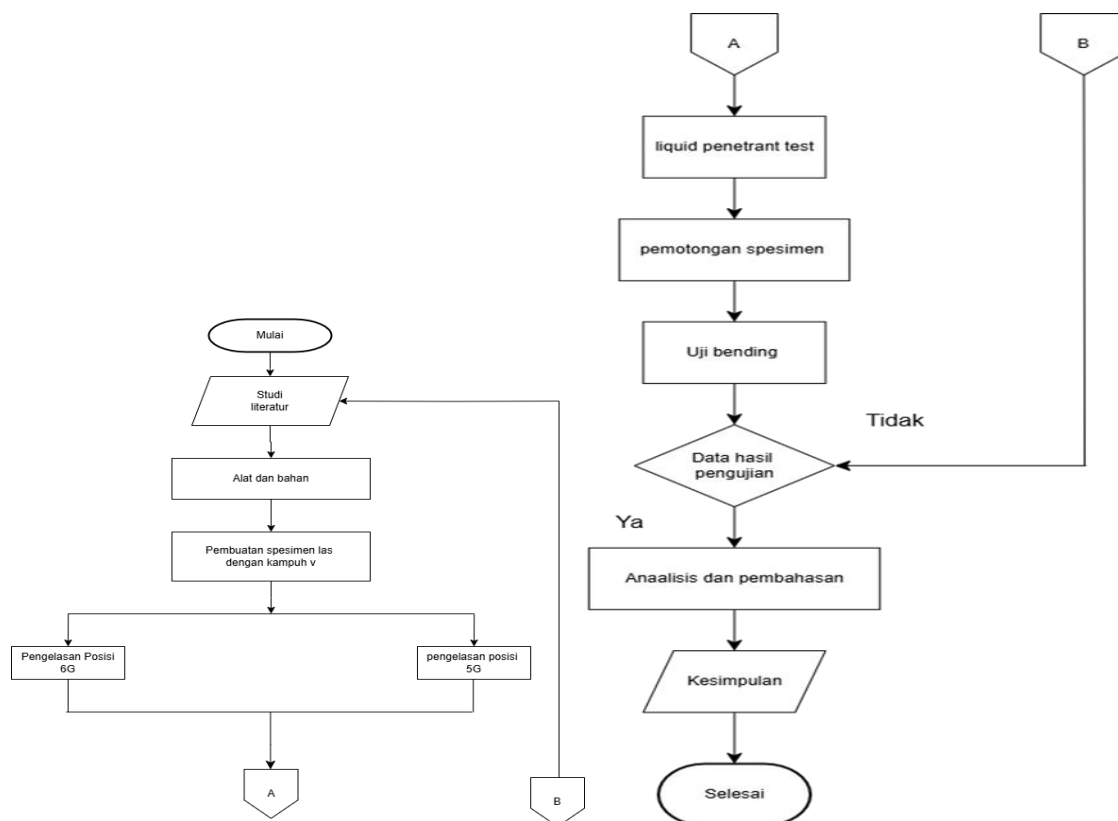 Mulai
Studi
literatur
Alat dan bahan
Pembuatan spesimen las
dengan kampuh v
Pengelasan Posisi
6G
pengelasan posisi
5G
A
B
A
B
liquid penetrant test
pemotongan spesimen
Uji bending
Tidak
Data hasil
pengujian
Ya
Anaalisis dan pembahasan
Kesimpulan
Selesai